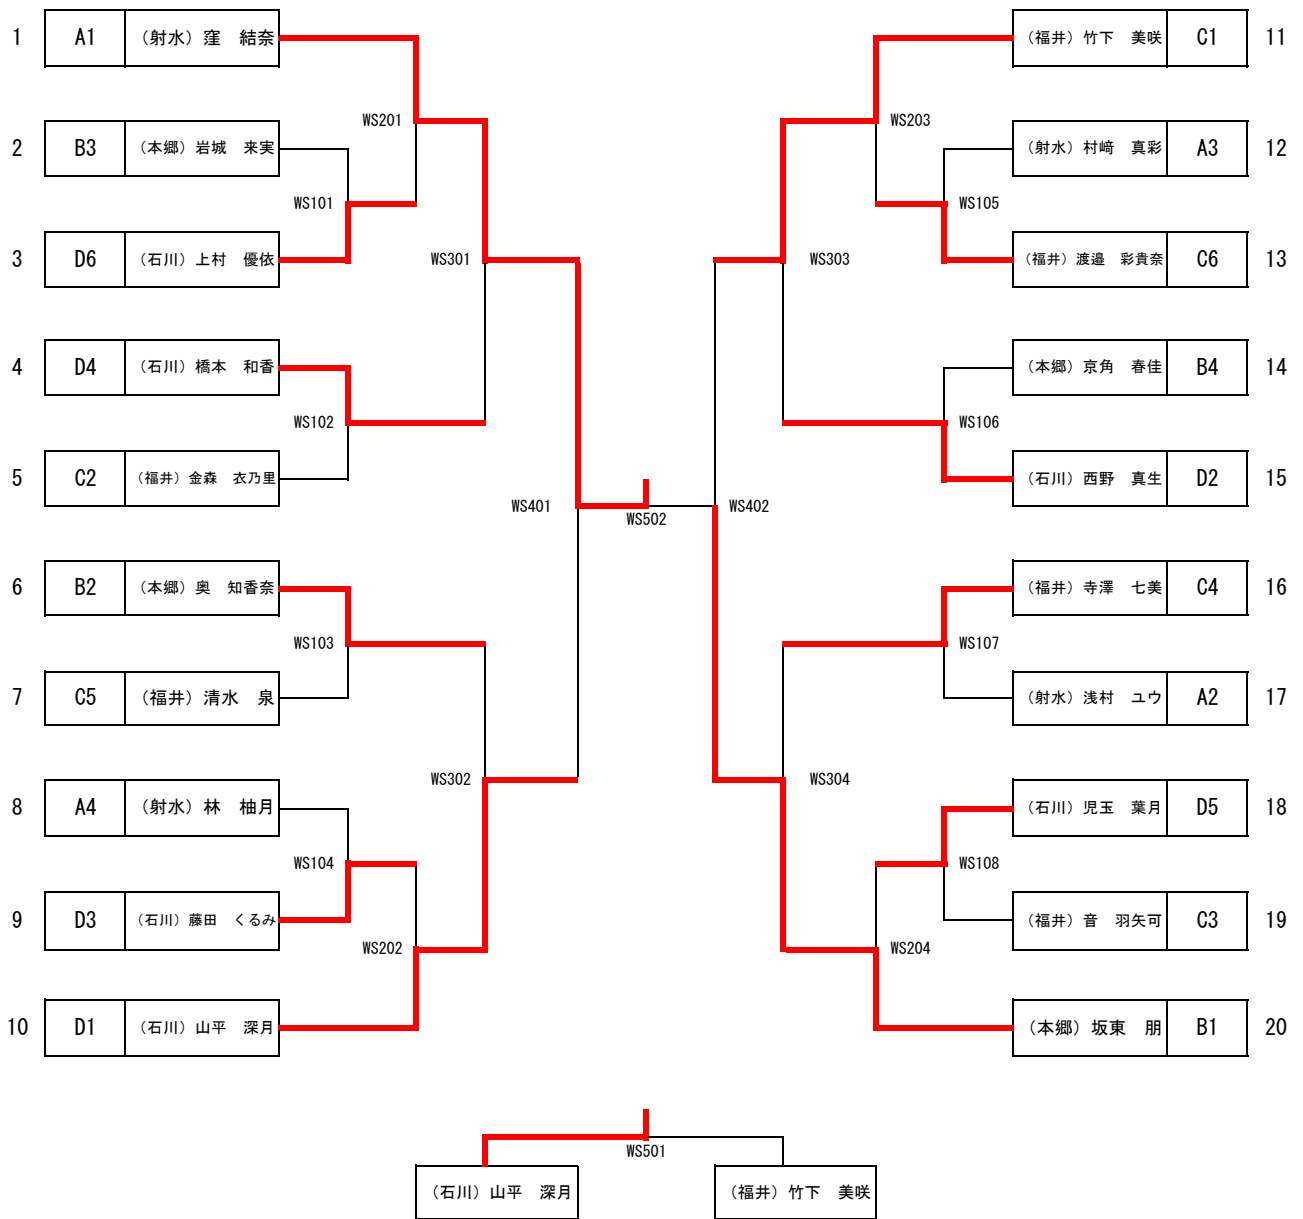 1 A1 （射水）窪　結奈
2 B3 （本郷）岩城　来実
3 D6 （石川）上村　優依
4 D4 （石川）橋本　和香
5 C2 （福井）金森　衣乃里
6 B2 （本郷）奥　知香奈
7 C5 （福井）清水　泉
8 A4 （射水）林　柚月
9 D3 （石川）藤田　くるみ
10 D1 （石川）山平　深月
WS101
WS102
WS103
WS104
WS201
WS202
WS301
WS302
WS401
WS502
WS402
WS303
WS304
WS203
WS204
WS105
WS106
WS107
WS108
（福井）竹下　美咲 C1 11
（射水）村﨑　真彩 A3 12
（福井）渡邉　彩貴奈 C6 13
（本郷）京角　春佳 B4 14
（石川）西野　真生 D2 15
（福井）寺澤　七美 C4 16
（射水）浅村　ユウ A2 17
（石川）児玉　葉月 D5 18
（福井）音　羽矢可 C3 19
（本郷）坂東　朋 B1 20
WS501
（石川）山平　深月
（福井）竹下　美咲